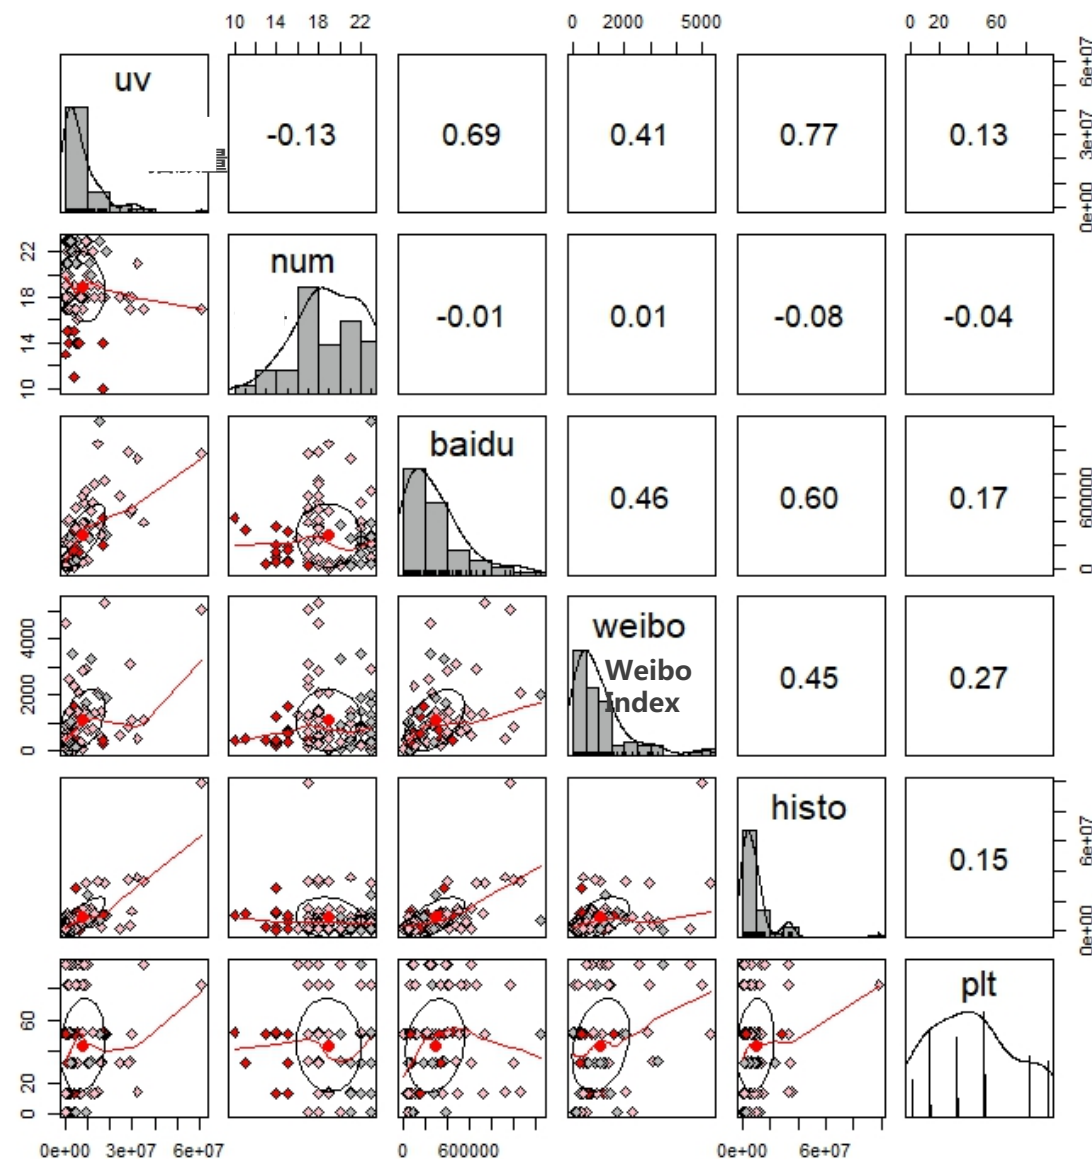 10 14 18 22 0 2000 5000 0 20 60
uv -0.13 0.69 0.41 0.77 0.13
0e+00 3e+07 6e+07
22 18 14 10
num -0.01 0.01 -0.08 -0.04
baidu 0.46 0.60 0.17
0 600000
4000 2000 0
weibo 0.45 0.27
Weibo
Index
histo 0.15
0e+00 6e+07
60 20 0
plt
0e+00 3e+07 6e+07 0 600000 0e+00 6e+07